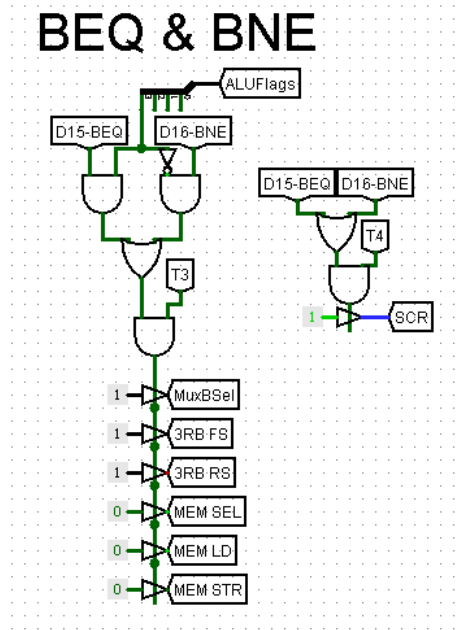 BEQ & BNE
ALUFlags
D15-BEQ D16-BNE
D15-BEQ D16-BNE
T4
T3
1 SCR
1 MuxBSel
1 3RB FS
1 3RB RS
0 MEM SEL
0 MEM LD
0 MEM STR